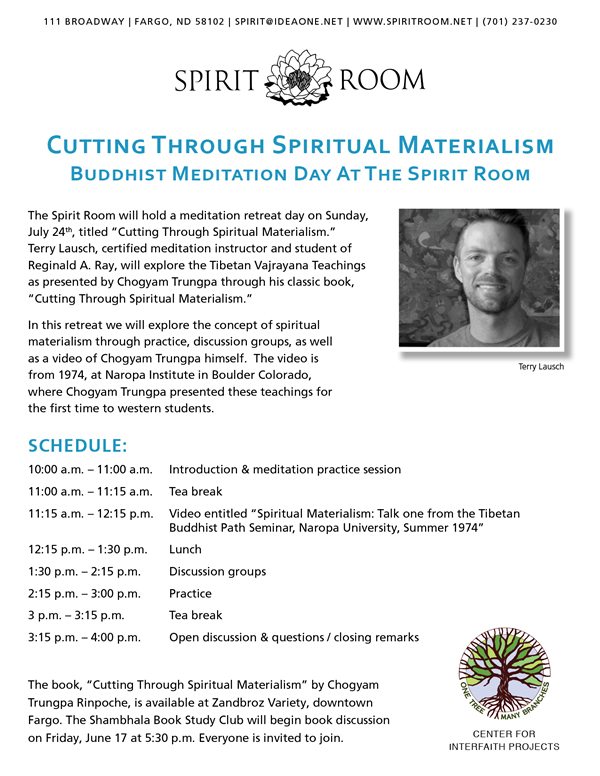 111 BROADWAY | FARGO, ND 58102 | SPIRIT@IDEAONE.NET | WWW.SPIRITROOM.NET | (701) 237-0230
SPIRIT ROOM
CUTTING THROUGH SPIRITUAL MATERIALISM
BUDDHIST MEDITATION DAY AT THE SPIRIT ROOM
The Spirit Room will hold a meditation retreat day on Sunday,
July 24th, titled “Cutting Through Spiritual Materialism.”
Terry Lausch, certified meditation instructor and student of
Reginald A. Ray, will explore the Tibetan Vajrayana Teachings
as presented by Chogyam Trungpa through his classic book,
“Cutting Through Spiritual Materialism.”
In this retreat we will explore the concept of spiritual
materialism through practice, discussion groups, as well
as a video of Chogyam Trungpa himself. The video is
from 1974, at Naropa Institute in Boulder Colorado,
where Chogyam Trungpa presented these teachings for
the first time to western students.
Terry Lausch
SCHEDULE:
10:00 a.m. – 11:00 a.m. Introduction & meditation practice session
11:00 a.m. – 11:15 a.m. Tea break
11:15 a.m. – 12:15 p.m. Video entitled “Spiritual Materialism: Talk one from the Tibetan
Buddhist Path Seminar, Naropa University, Summer 1974”
12:15 p.m. – 1:30 p.m. Lunch
1:30 p.m. – 2:15 p.m. Discussion groups
2:15 p.m. – 3:00 p.m. Practice
3 p.m. – 3:15 p.m. Tea break
3:15 p.m. – 4:00 p.m. Open discussion & questions / closing remarks
The book, “Cutting Through Spiritual Materialism” by Chogyam
Trungpa Rinpoche, is available at Zandbroz Variety, downtown
Fargo. The Shambhala Book Study Club will begin book discussion
on Friday, June 17 at 5:30 p.m. Everyone is invited to join.
ONE TREE MANY BRANCHES
CENTER FOR
INTERFAITH PROJECTS